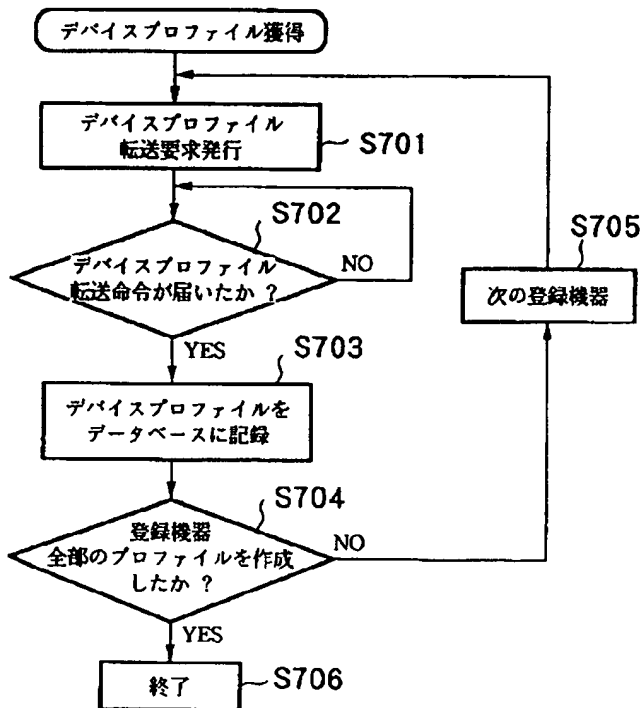 デバイスプロファイル獲得
デバイスプロファイル
転送要求発行
S701
S702
デバイスプロファイル
転送命令が届いたか ?
NO
YES
S703
デバイスプロファイルを
データベースに記録
S704
登録機器
全部のプロファイルを作成
したか ?
NO
S705
次の登録機器
YES
終了
S706